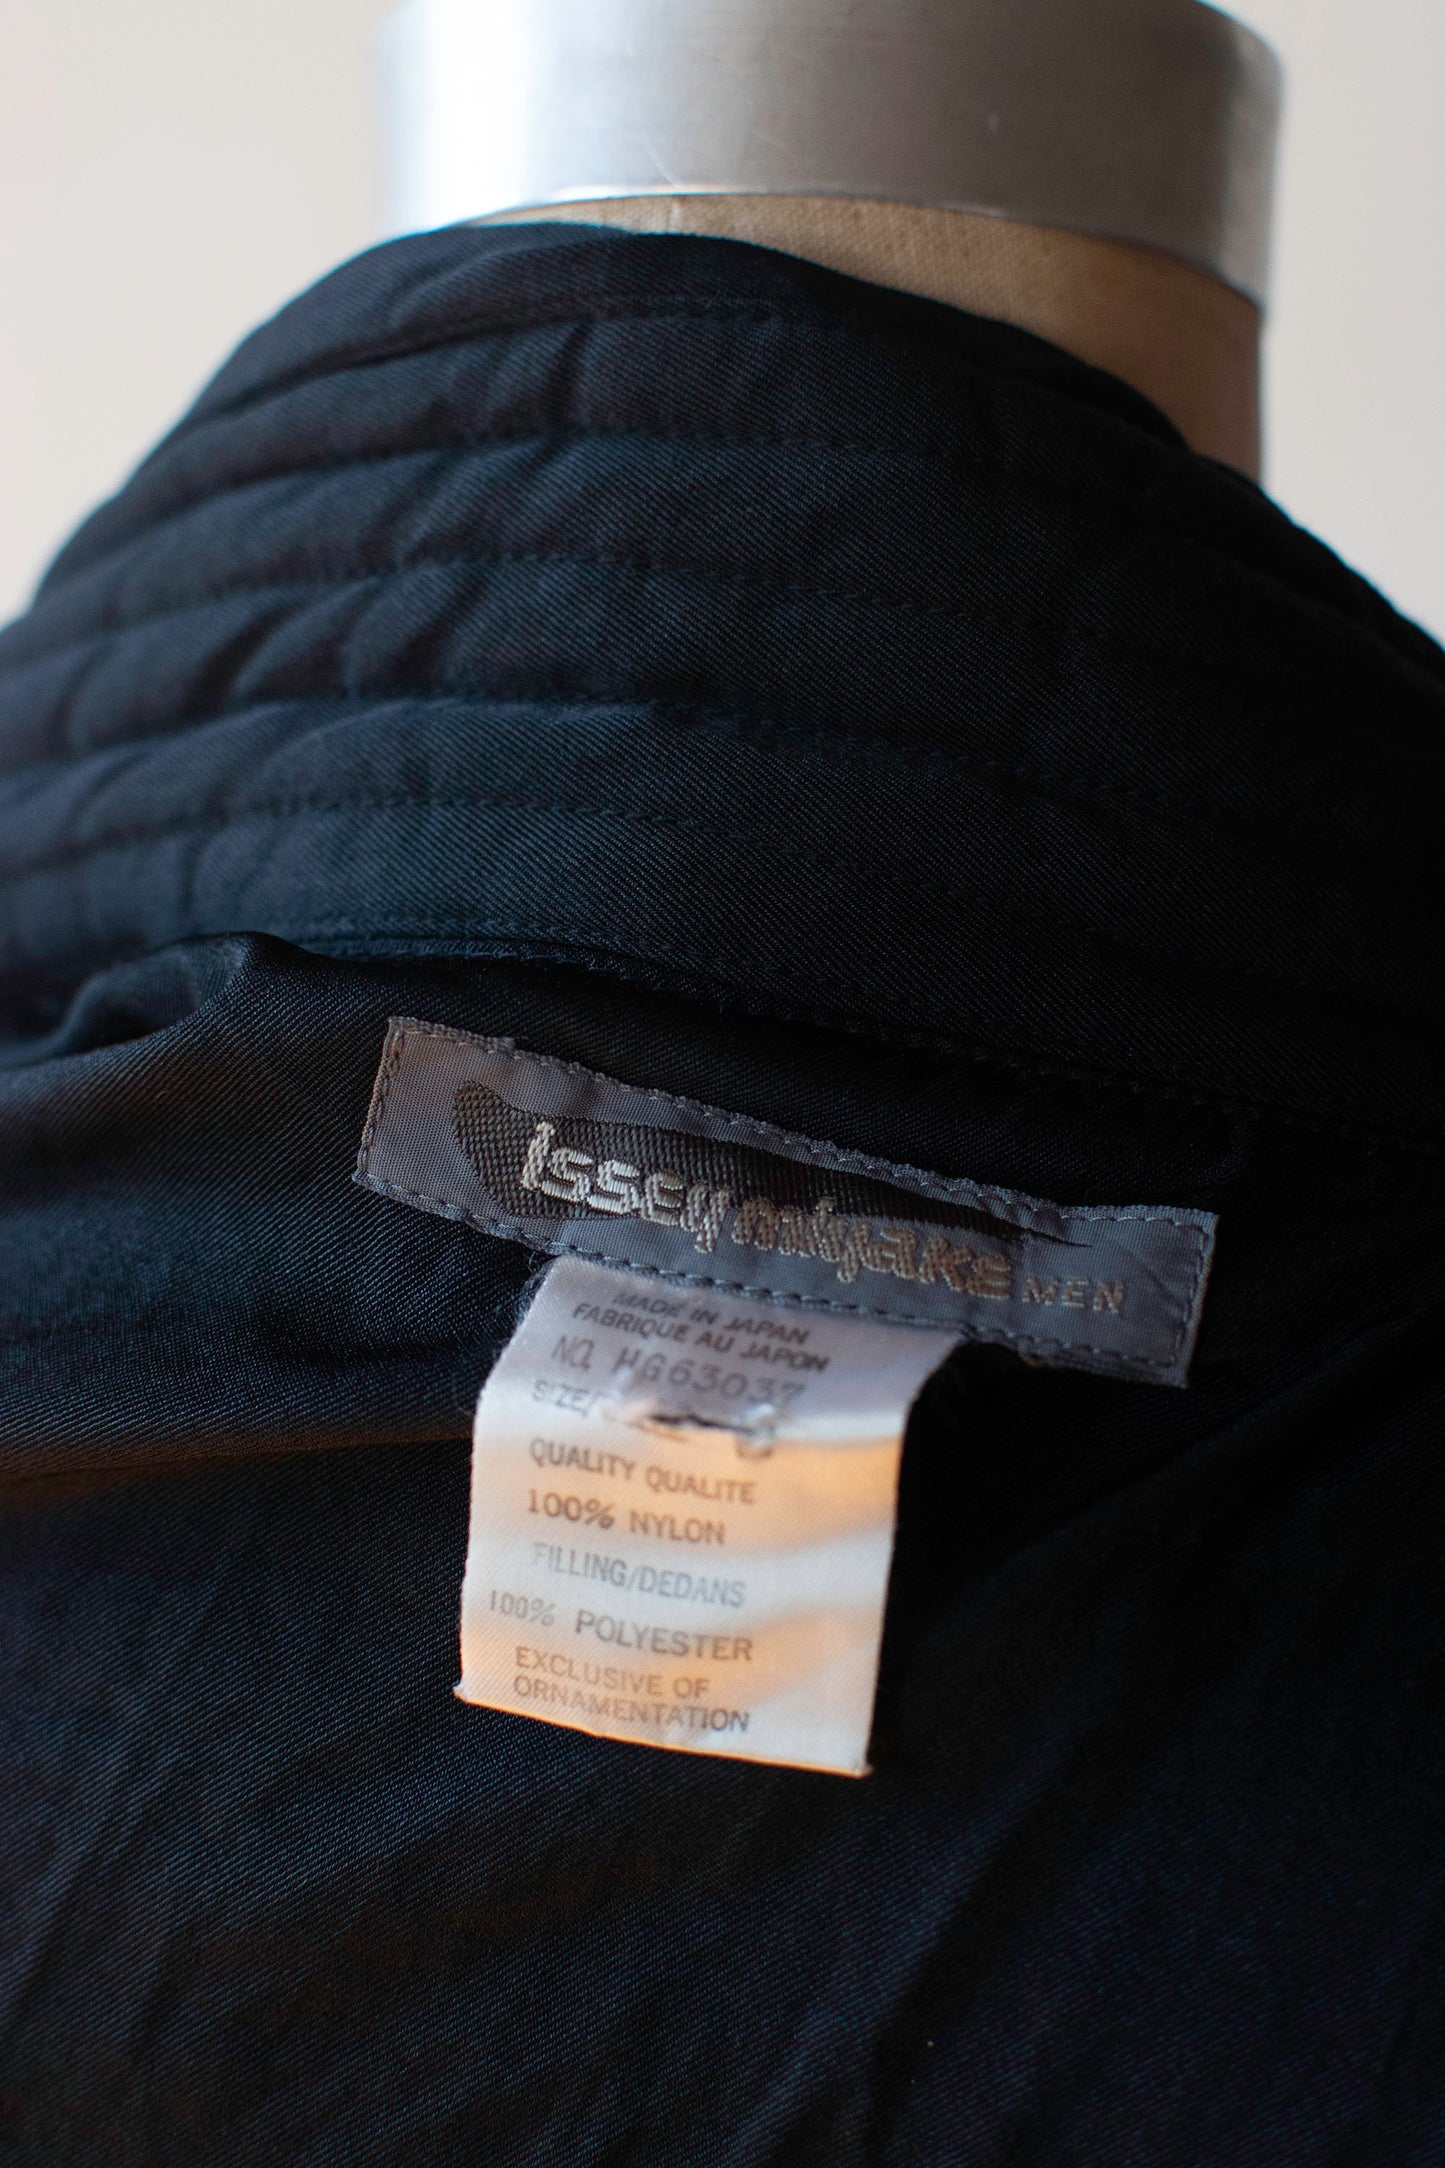 issey miyake MEN
MADE IN JAPAN
FABRIQUE AU JAPON
NO. HG63037
SIZE/
QUALITY QUALITE
100% NYLON
FILLING/DEDANS
100% POLYESTER
EXCLUSIVE OF
ORNAMENTATION